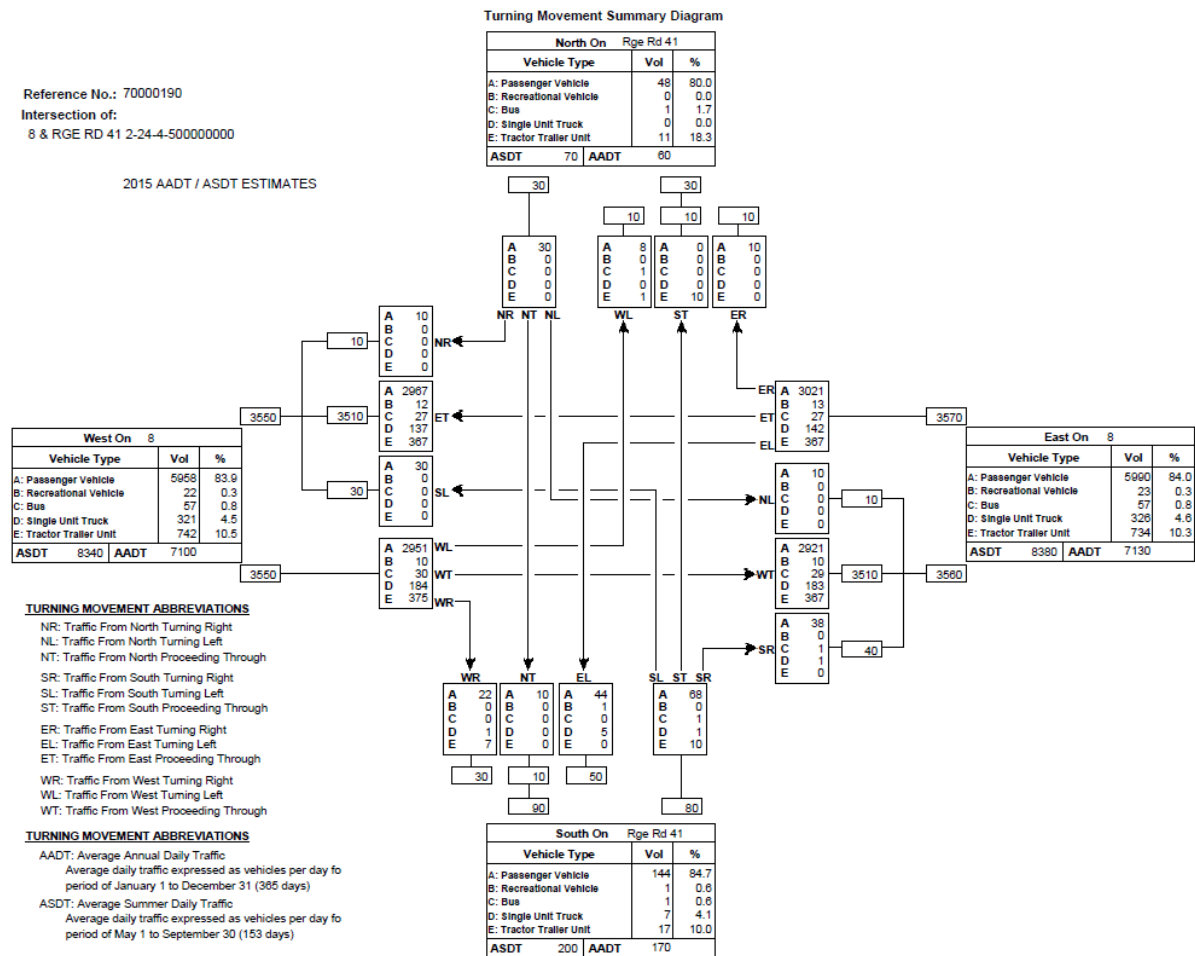 Turning Movement Summary Diagram
North On Rge Rd 41
Vehicle Type Vol %
A: Passenger Vehicle 48 80.0
B: Recreational Vehicle 0 0.0
C: Bus 1 1.7
D: Single Unit Truck 0 0.0
E: Tractor Trailer Unit 11 18.3
ASDT 70 AADT 60
Reference No.: 70000190
Intersection of:
8 & RGE RD 41 2-24-4-500000000
2015 AADT / ASDT ESTIMATES
30 30
10 10 10
A 30 A 8 A 0 A 10
B 0 B 0 B 0 B 0
C 0 C 1 C 0 C 0
D 0 D 0 D 0 D 0
E 0 E 1 E 10 E 0
NR NT NL WL ST ER
A 10
B 0
10 C 0 NR
D 0
E 0
A 2967 ER A 3021
B 12 B 13
3550 3510 C 27 ET ET C 27 3570
D 137 D 142
E 367 EL E 367
West On 8
Vehicle Type Vol %
A: Passenger Vehicle 5958 83.9
B: Recreational Vehicle 22 0.3
C: Bus 57 0.8
D: Single Unit Truck 321 4.5
E: Tractor Trailer Unit 742 10.5
ASDT 8340 AADT 7100
East On 8
Vehicle Type Vol %
A: Passenger Vehicle 5990 84.0
B: Recreational Vehicle 23 0.3
C: Bus 57 0.8
D: Single Unit Truck 326 4.6
E: Tractor Trailer Unit 734 10.3
ASDT 8380 AADT 7130
A 30
B 0
30 C 0 SL
D 0
E 0
A 10
B 0
NL C 0 10
D 0
E 0
A 2951 WL
B 10
3550 C 30 WT
D 184
E 375 WR
A 2921
B 10
WT C 29 3510 3560
D 183
E 367
A 38
B 0
SR C 1 40
D 1
E 0
WR NT EL SL ST SR
A 22 A 10 A 44 A 68
B 0 B 0 B 1 B 0
C 0 C 0 C 0 C 1
D 1 D 0 D 5 D 1
E 7 E 0 E 0 E 10
30 10 50
90 80
South On Rge Rd 41
Vehicle Type Vol %
A: Passenger Vehicle 144 84.7
B: Recreational Vehicle 1 0.6
C: Bus 1 0.6
D: Single Unit Truck 7 4.1
E: Tractor Trailer Unit 17 10.0
ASDT 200 AADT 170
TURNING MOVEMENT ABBREVIATIONS
NR: Traffic From North Turning Right
NL: Traffic From North Turning Left
NT: Traffic From North Proceeding Through
SR: Traffic From South Turning Right
SL: Traffic From South Turning Left
ST: Traffic From South Proceeding Through
ER: Traffic From East Turning Right
EL: Traffic From East Turning Left
ET: Traffic From East Proceeding Through
WR: Traffic From West Turning Right
WL: Traffic From West Turning Left
WT: Traffic From West Proceeding Through
TURNING MOVEMENT ABBREVIATIONS
AADT: Average Annual Daily Traffic
Average daily traffic expressed as vehicles per day fo
period of January 1 to December 31 (365 days)
ASDT: Average Summer Daily Traffic
Average daily traffic expressed as vehicles per day fo
period of May 1 to September 30 (153 days)